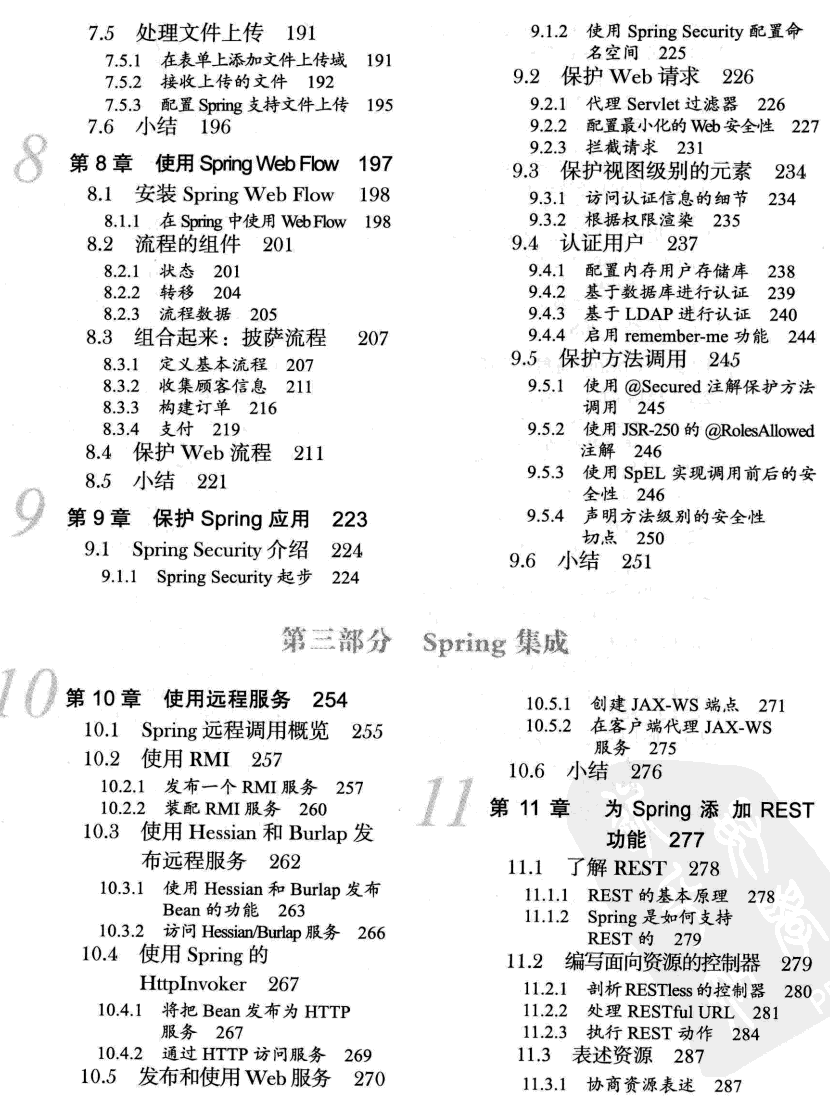 7.5 处理文件上传 191
7.5.1 在表单上添加文件上传域 191
7.5.2 接收上传的文件 192
7.5.3 配置 Spring 支持文件上传 195
7.6 小结 196
8 第 8 章 使用 Spring Web Flow 197
8.1 安装 Spring Web Flow 198
8.1.1 在 Spring 中使用 Web Flow 198
8.2 流程的组件 201
8.2.1 状态 201
8.2.2 转移 204
8.2.3 流程数据 205
8.3 组合起来：披萨流程 207
8.3.1 定义基本流程 207
8.3.2 收集顾客信息 211
8.3.3 构建订单 216
8.3.4 支付 219
8.4 保护 Web 流程 211
8.5 小结 221
9 第 9 章 保护 Spring 应用 223
9.1 Spring Security 介绍 224
9.1.1 Spring Security 起步 224
9.1.2 使用 Spring Security 配置命
名空间 225
9.2 保护 Web 请求 226
9.2.1 代理 Servlet 过滤器 226
9.2.2 配置最小化的 Web 安全性 227
9.2.3 拦截请求 231
9.3 保护视图级别的元素 234
9.3.1 访问认证信息的细节 234
9.3.2 根据权限渲染 235
9.4 认证用户 237
9.4.1 配置内存用户存储库 238
9.4.2 基于数据库进行认证 239
9.4.3 基于 LDAP 进行认证 240
9.4.4 启用 remember-me 功能 244
9.5 保护方法调用 245
9.5.1 使用 @Secured 注解保护方法
调用 245
9.5.2 使用 JSR-250 的 @RolesAllowed
注解 246
9.5.3 使用 SpEL 实现调用前后的安
全性 246
9.5.4 声明方法级别的安全性
切点 250
9.6 小结 251
第三部分 Spring 集成
10 第 10 章 使用远程服务 254
10.1 Spring 远程调用概览 255
10.2 使用 RMI 257
10.2.1 发布一个 RMI 服务 257
10.2.2 装配 RMI 服务 260
10.3 使用 Hessian 和 Burlap 发
布远程服务 262
10.3.1 使用 Hessian 和 Burlap 发布
Bean 的功能 263
10.3.2 访问 Hessian/Burlap 服务 266
10.4 使用 Spring 的
HttpInvoker 267
10.4.1 将把 Bean 发布为 HTTP
服务 267
10.4.2 通过 HTTP 访问服务 269
10.5 发布和使用 Web 服务 270
10.5.1 创建 JAX-WS 端点 271
10.5.2 在客户端代理 JAX-WS
服务 275
10.6 小结 276
11 第 11 章 为 Spring 添 加 REST
功能 277
11.1 了解 REST 278
11.1.1 REST 的基本原理 278
11.1.2 Spring 是如何支持
REST 的 279
11.2 编写面向资源的控制器 279
11.2.1 剖析 RESTless 的控制器 280
11.2.2 处理 RESTful URL 281
11.2.3 执行 REST 动作 284
11.3 表述资源 287
11.3.1 协商资源表述 287